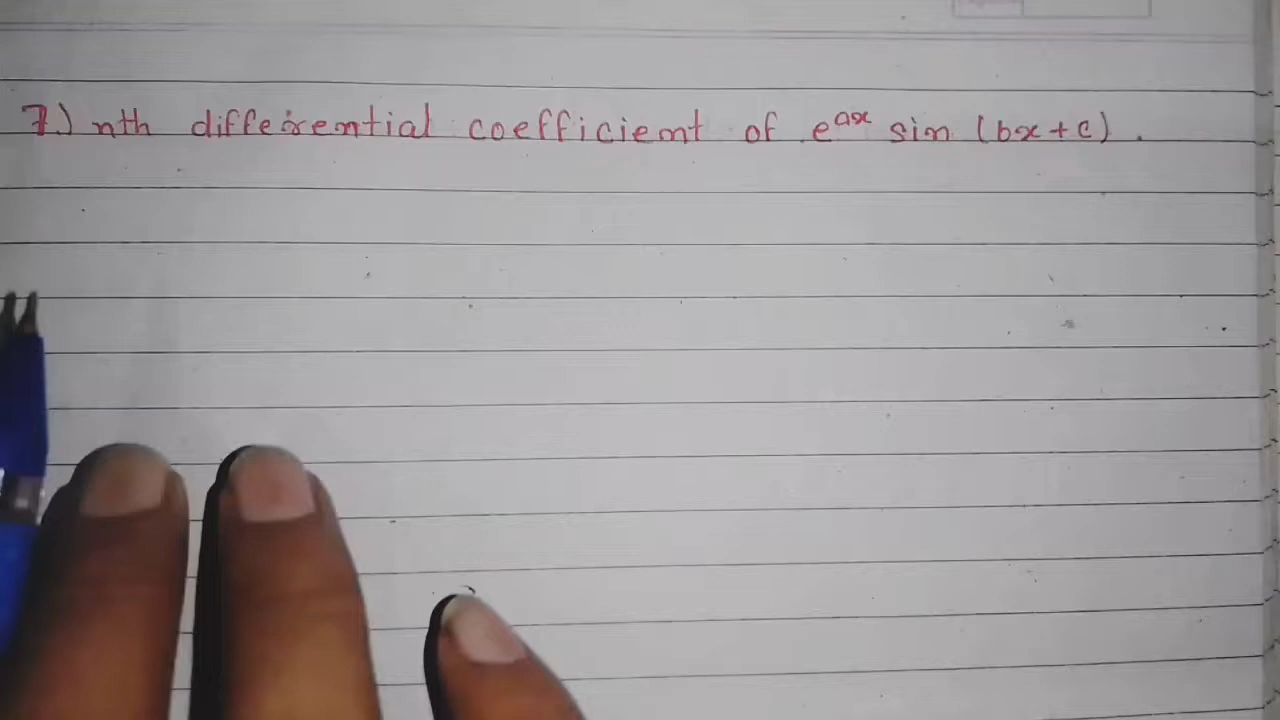 7.) nth differential coefficient of e^ax sin (bx+c).